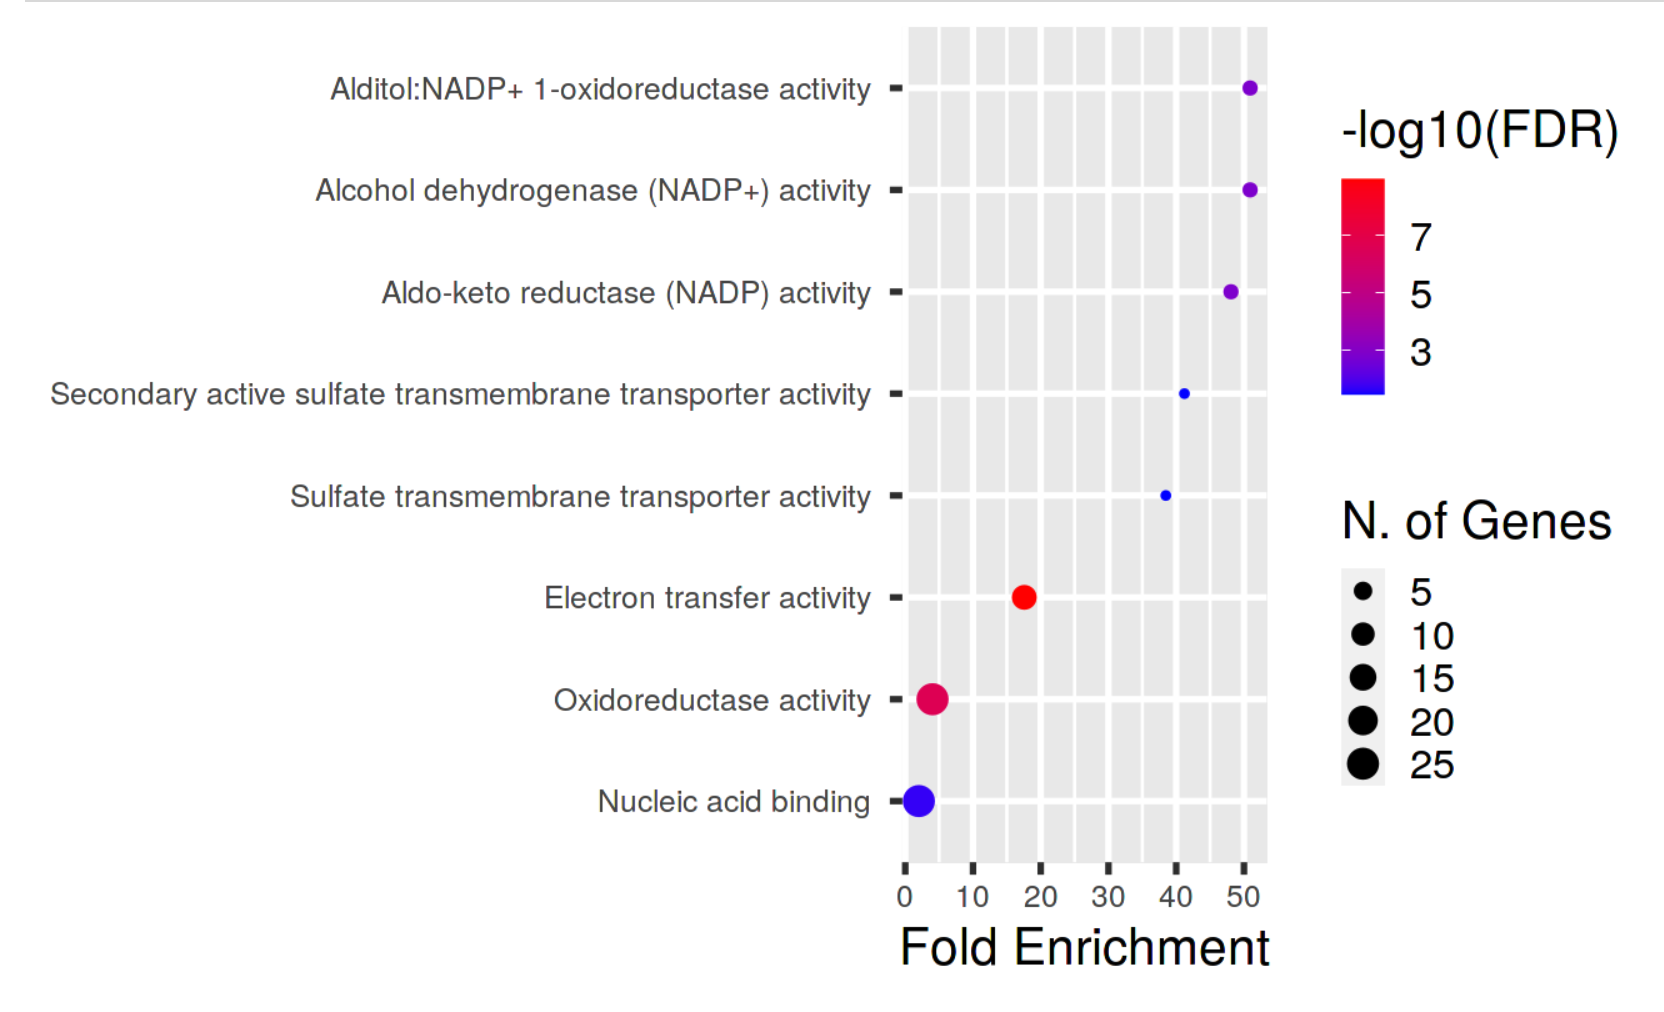 Alditol:NADP+ 1-oxidoreductase activity
Alcohol dehydrogenase (NADP+) activity
Aldo-keto reductase (NADP) activity
Secondary active sulfate transmembrane transporter activity
Sulfate transmembrane transporter activity
Electron transfer activity
Oxidoreductase activity
Nucleic acid binding
0 10 20 30 40 50
Fold Enrichment
-log10(FDR)
7
5
3
N. of Genes
5
10
15
20
25